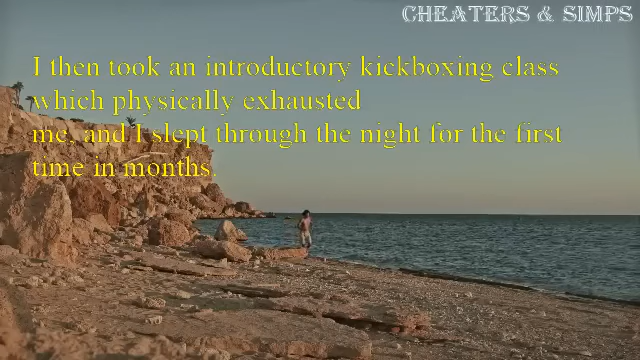 CHEATERS & SIMPS
I then took an introductory kickboxing class
which physically exhausted
me, and I slept through the night for the first
time in months.